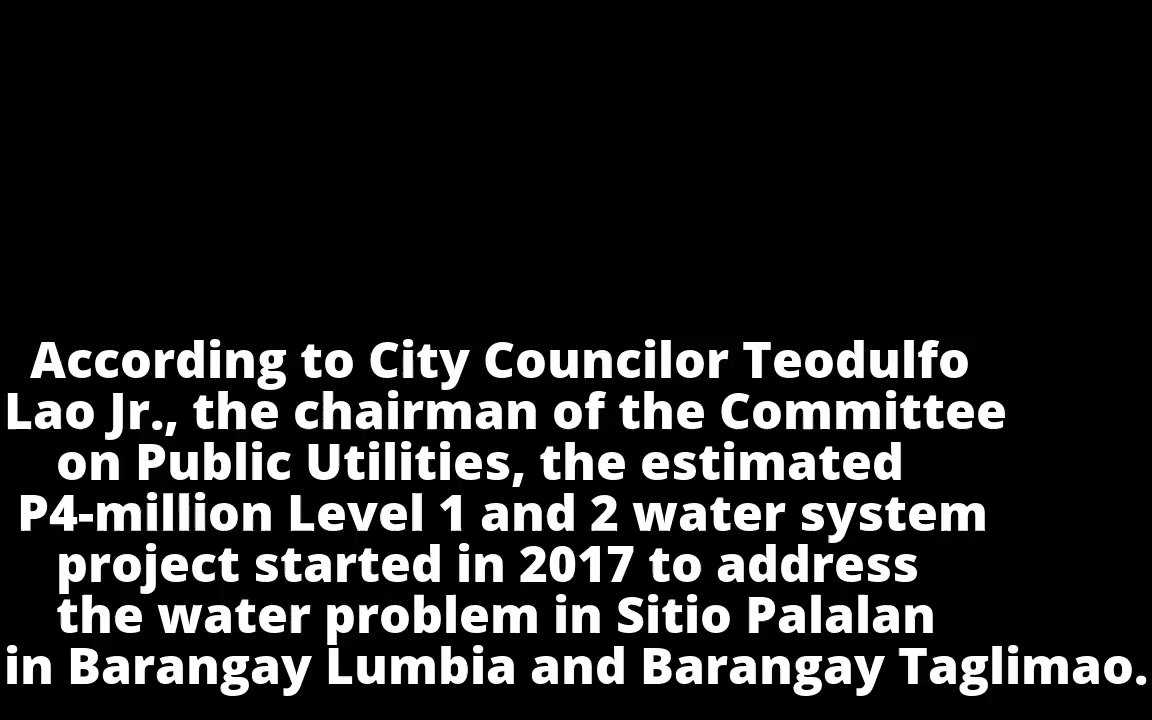 According to City Councilor Teodulfo
Lao Jr., the chairman of the Committee
on Public Utilities, the estimated
P4-million Level 1 and 2 water system
project started in 2017 to address
the water problem in Sitio Palalan
in Barangay Lumbia and Barangay Taglimao.